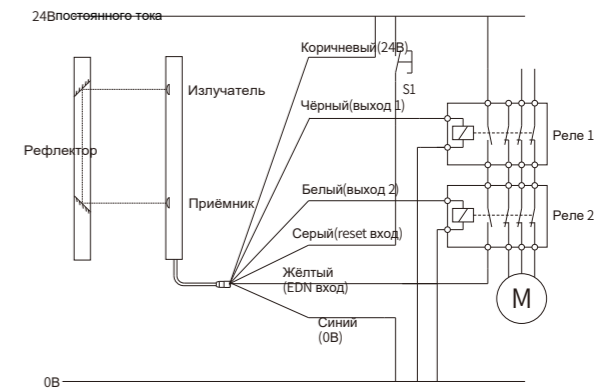 24Впостоянного тока
Коричневый(24В)
S1
Излучатель
Чёрный(выход 1)
Реле 1
Рефлектор
Белый(выход 2)
Приёмник
Реле 2
Серый(reset вход)
Жёлтый
(EDN вход)
M
Синий
(0В)
0В